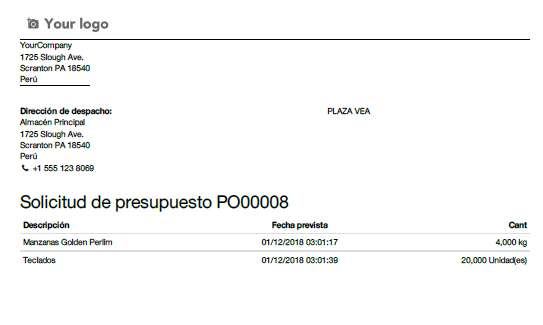 Your logo
YourCompany
1725 Slough Ave.
Scranton PA 18540
Perú
Dirección de despacho:
Almacén Principal
1725 Slough Ave.
Scranton PA 18540
Perú
+1 555 123 8069
PLAZA VEA
Solicitud de presupuesto PO00008
Descripción Fecha prevista Cant
Manzanas Golden Perilm 01/12/2018 03:01:17 4,000 kg
Teclados 01/12/2018 03:01:39 20,000 Unidad(es)